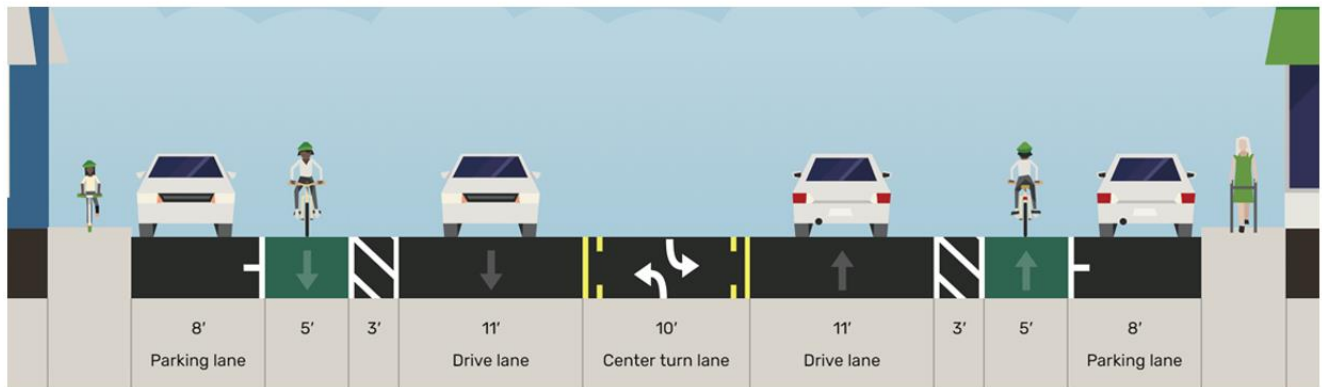 8′ 5′ 3′ 11′ 10′ 11′ 3′ 5′ 8′
Parking lane Drive lane Center turn lane Drive lane Parking lane